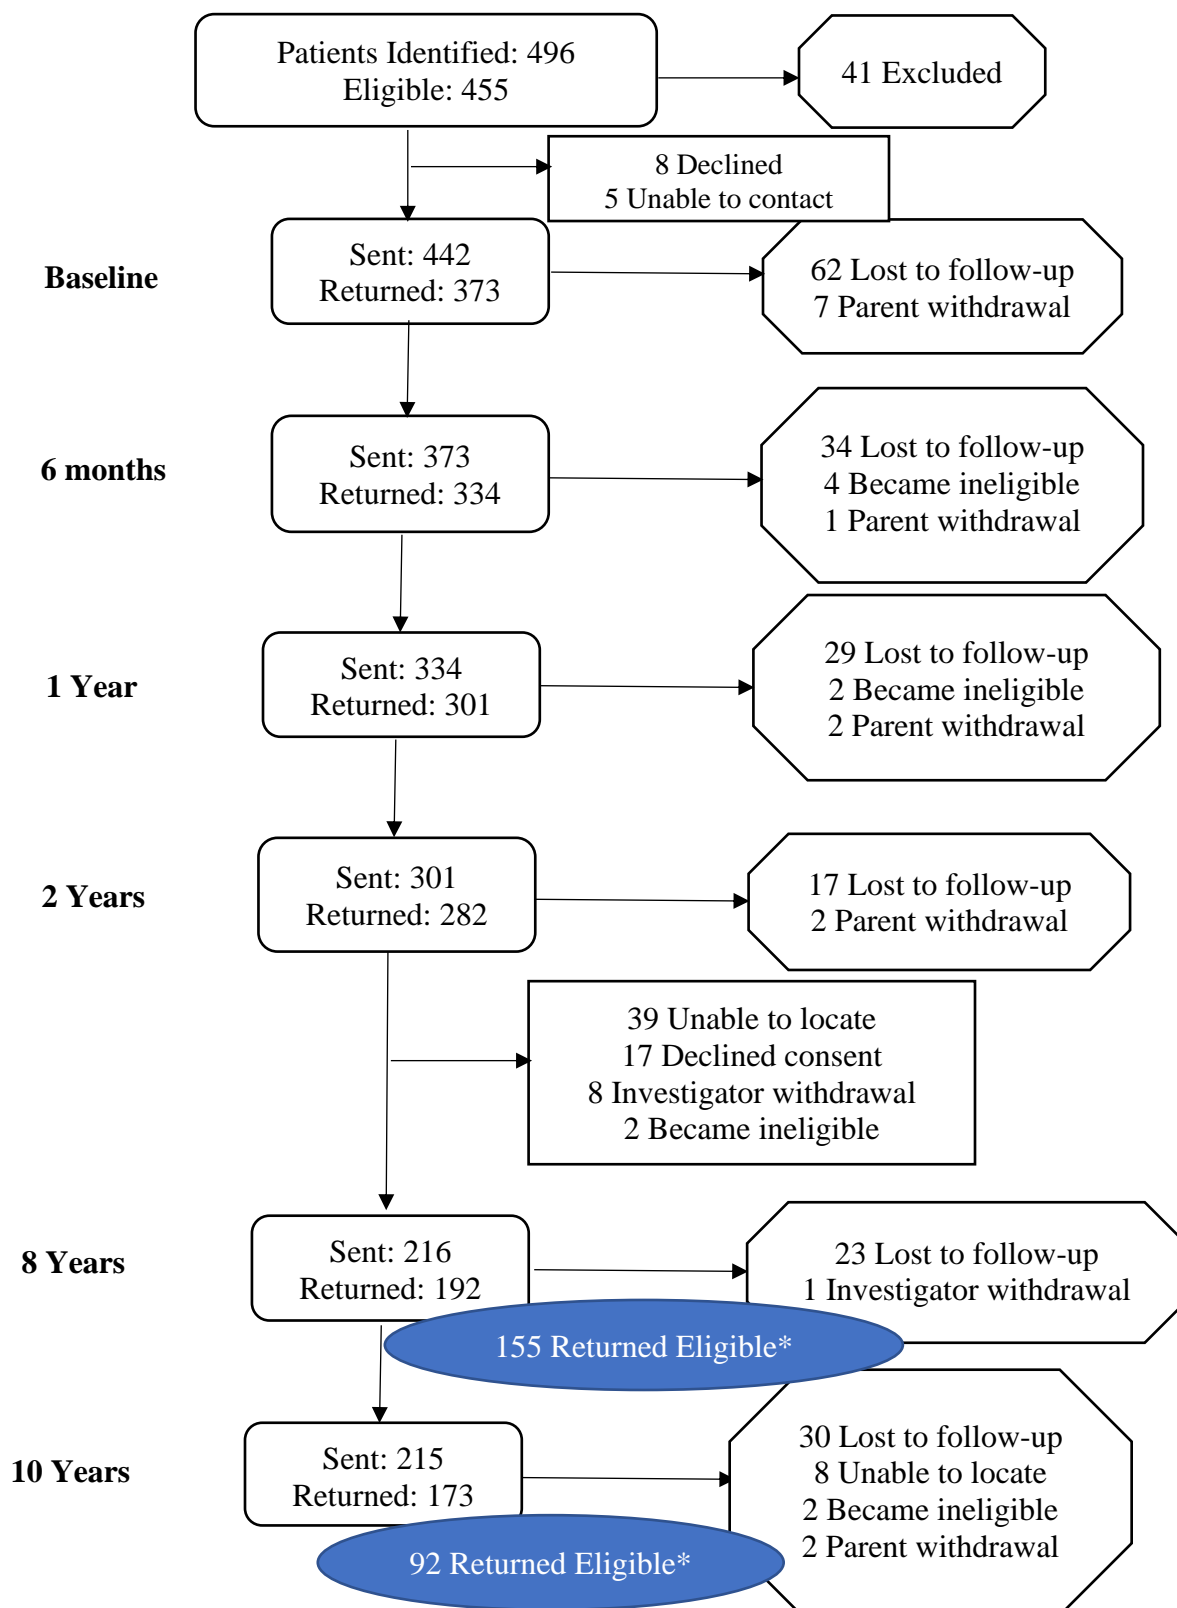 Patients Identified: 496
Eligible: 455
41 Excluded
8 Declined
5 Unable to contact
Baseline
Sent: 442
Returned: 373
62 Lost to follow-up
7 Parent withdrawal
6 months
Sent: 373
Returned: 334
34 Lost to follow-up
4 Became ineligible
1 Parent withdrawal
1 Year
Sent: 334
Returned: 301
29 Lost to follow-up
2 Became ineligible
2 Parent withdrawal
2 Years
Sent: 301
Returned: 282
17 Lost to follow-up
2 Parent withdrawal
39 Unable to locate
17 Declined consent
8 Investigator withdrawal
2 Became ineligible
8 Years
Sent: 216
Returned: 192
23 Lost to follow-up
1 Investigator withdrawal
155 Returned Eligible*
10 Years
Sent: 215
Returned: 173
30 Lost to follow-up
8 Unable to locate
2 Became ineligible
2 Parent withdrawal
92 Returned Eligible*